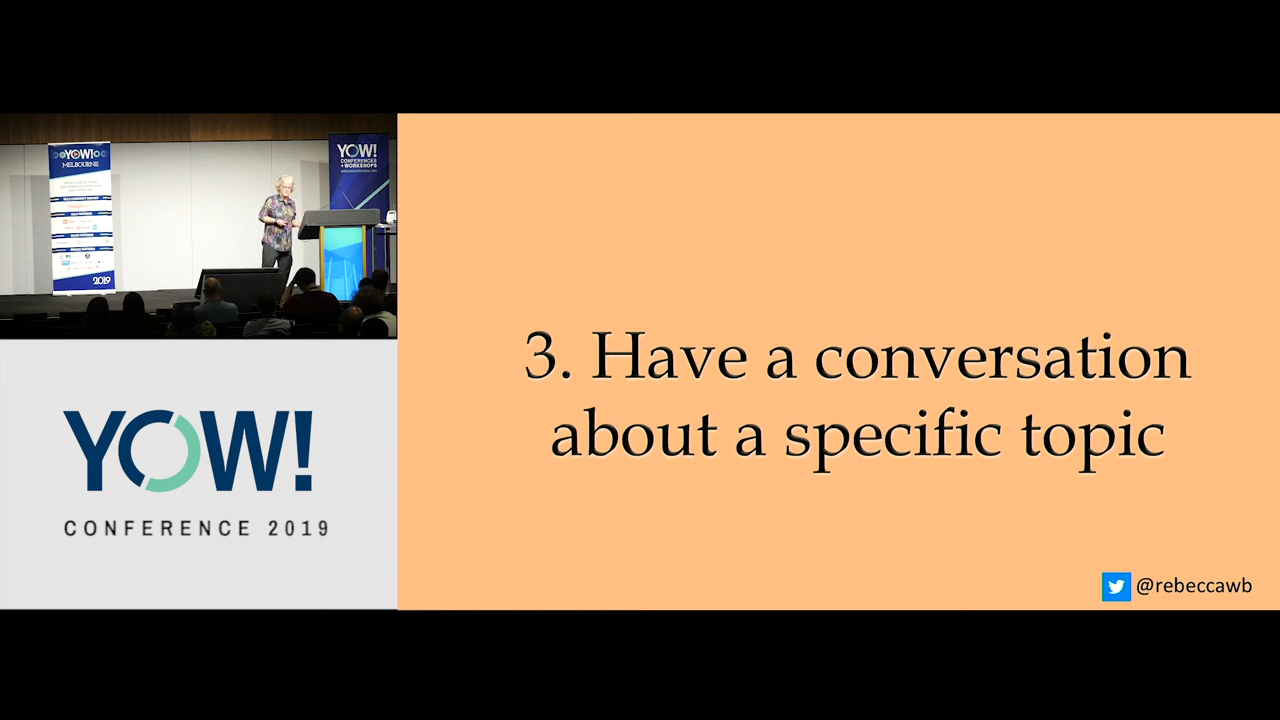 YOW!
MELBOURNE
2019
YOW!
CONFERENCES
+ WORKSHOPS
YOW!
CONFERENCE 2019
3. Have a conversation
about a specific topic
@rebeccawb